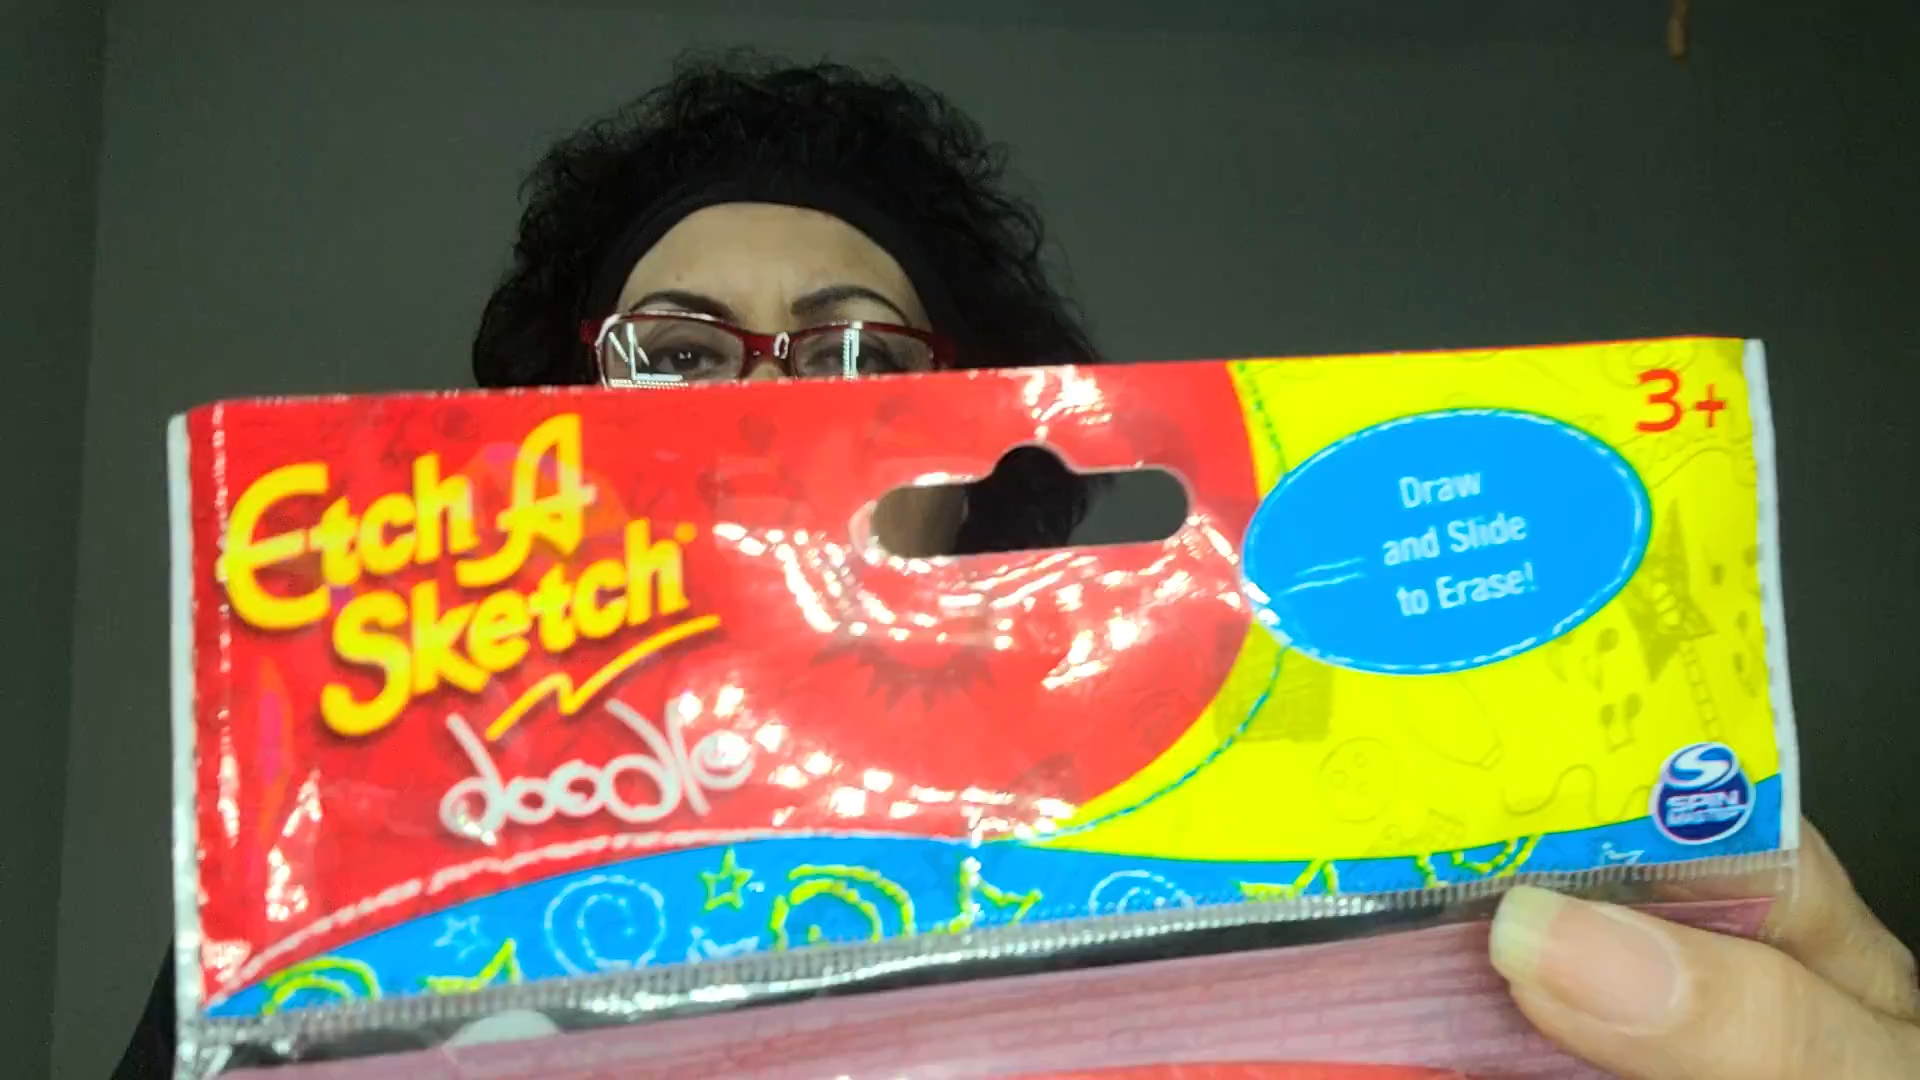 Etch A
Sketch
doodle
3+
Draw
and Slide
to Erase!
SPIN
MASTER